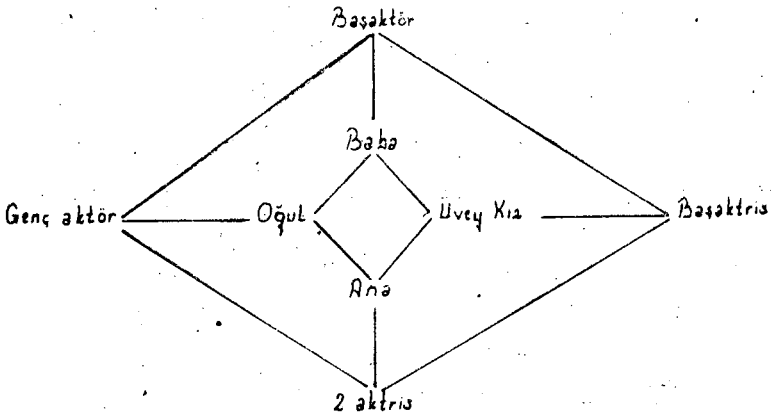 Başaktör
Baba
Genç aktör Oğul Üvey Kız Başaktris
Ana
2 aktris